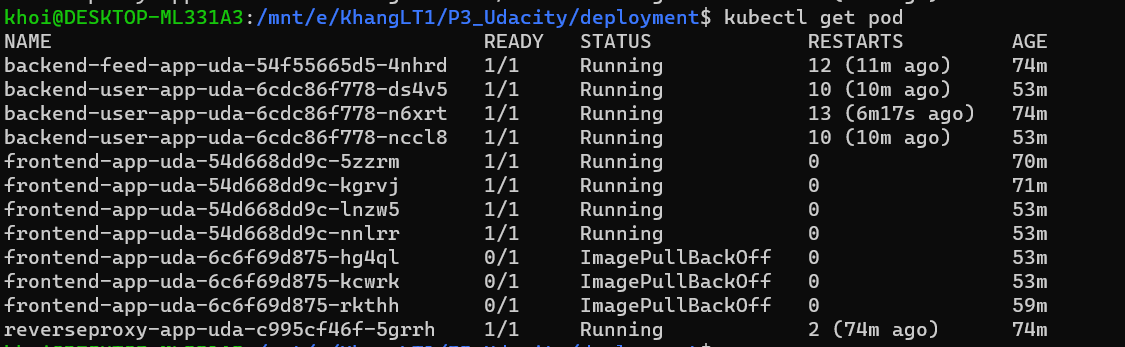 khoi@DESKTOP-ML331A3:/mnt/e/KhangLT1/P3_Udacity/deployment$ kubectl get pod
NAME READY STATUS RESTARTS AGE
backend-feed-app-uda-54f55665d5-4nhrd 1/1 Running 12 (11m ago) 74m
backend-user-app-uda-6cdc86f778-ds4v5 1/1 Running 10 (10m ago) 53m
backend-user-app-uda-6cdc86f778-n6xrt 1/1 Running 13 (6m17s ago) 74m
backend-user-app-uda-6cdc86f778-nccl8 1/1 Running 10 (10m ago) 53m
frontend-app-uda-54d668dd9c-5zzrm 1/1 Running 0 70m
frontend-app-uda-54d668dd9c-kgrvj 1/1 Running 0 71m
frontend-app-uda-54d668dd9c-lnzw5 1/1 Running 0 53m
frontend-app-uda-54d668dd9c-nnlrr 1/1 Running 0 53m
frontend-app-uda-6c6f69d875-hg4ql 0/1 ImagePullBackOff 0 53m
frontend-app-uda-6c6f69d875-kcwrk 0/1 ImagePullBackOff 0 53m
frontend-app-uda-6c6f69d875-rkthh 0/1 ImagePullBackOff 0 59m
reverseproxy-app-uda-c995cf46f-5grrh 1/1 Running 2 (74m ago) 74m